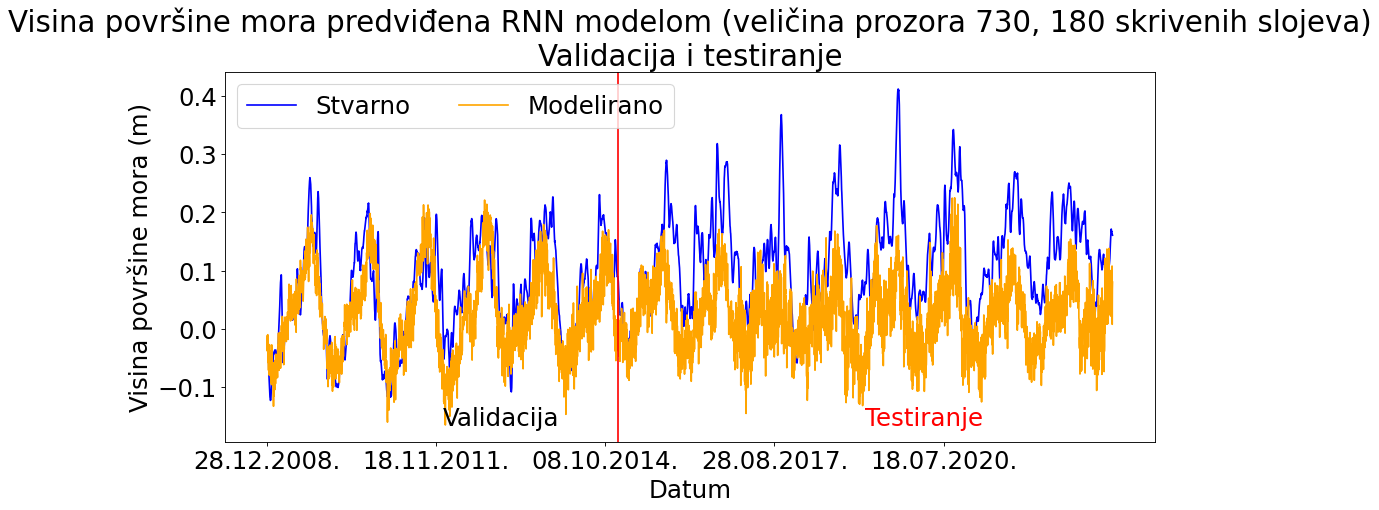 Visina površine mora predviđena RNN modelom (veličina prozora 730, 180 skrivenih slojeva)
Validacija i testiranje
Stvarno Modelirano
Visina površine mora (m)
0.4
0.3
0.2
0.1
0.0
−0.1
Validacija
Testiranje
28.12.2008. 18.11.2011. 08.10.2014. 28.08.2017. 18.07.2020.
Datum